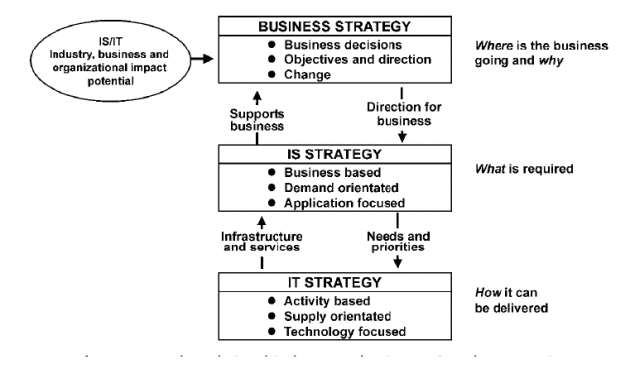 IS/IT
Industry, business and
organizational impact
potential
BUSINESS STRATEGY
● Business decisions
● Objectives and direction
● Change
Where is the business
going and why
Supports
business
Direction for
business
IS STRATEGY
● Business based
● Demand orientated
● Application focused
What is required
Infrastructure
and services
Needs and
priorities
IT STRATEGY
● Activity based
● Supply orientated
● Technology focused
How it can
be delivered